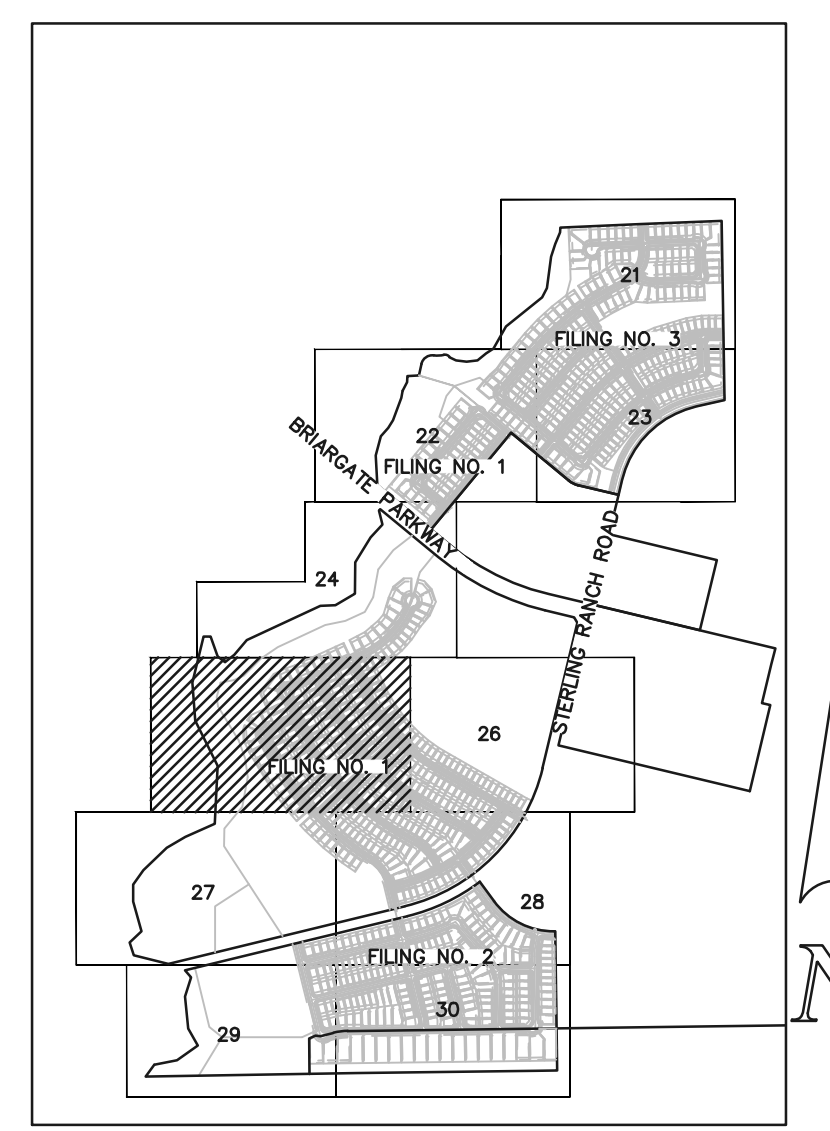 21
FILING NO. 3
23
22
BRIARGATE PARKWAY
FILING NO. 1
STERLING RANCH ROAD
24
26
FILING NO. 1
27
28
FILING NO. 2
30
29
N